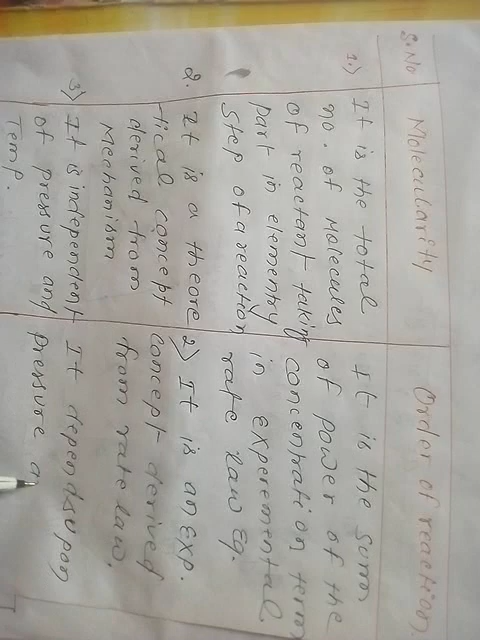 S.No Molecularity Order of reaction
1.) It is the total
no. of molecules
of reactant taking
part in elementry
step of a reaction
It is the sum
of power of the
concentration term
in experemental
rate law Eq.
2. It is a theore
tical concept
derived from
Mechanism
2) It is an Exp.
concept derived
from rate law.
3) It is independent
of pressure and
Temp.
It depends upon
pressure a